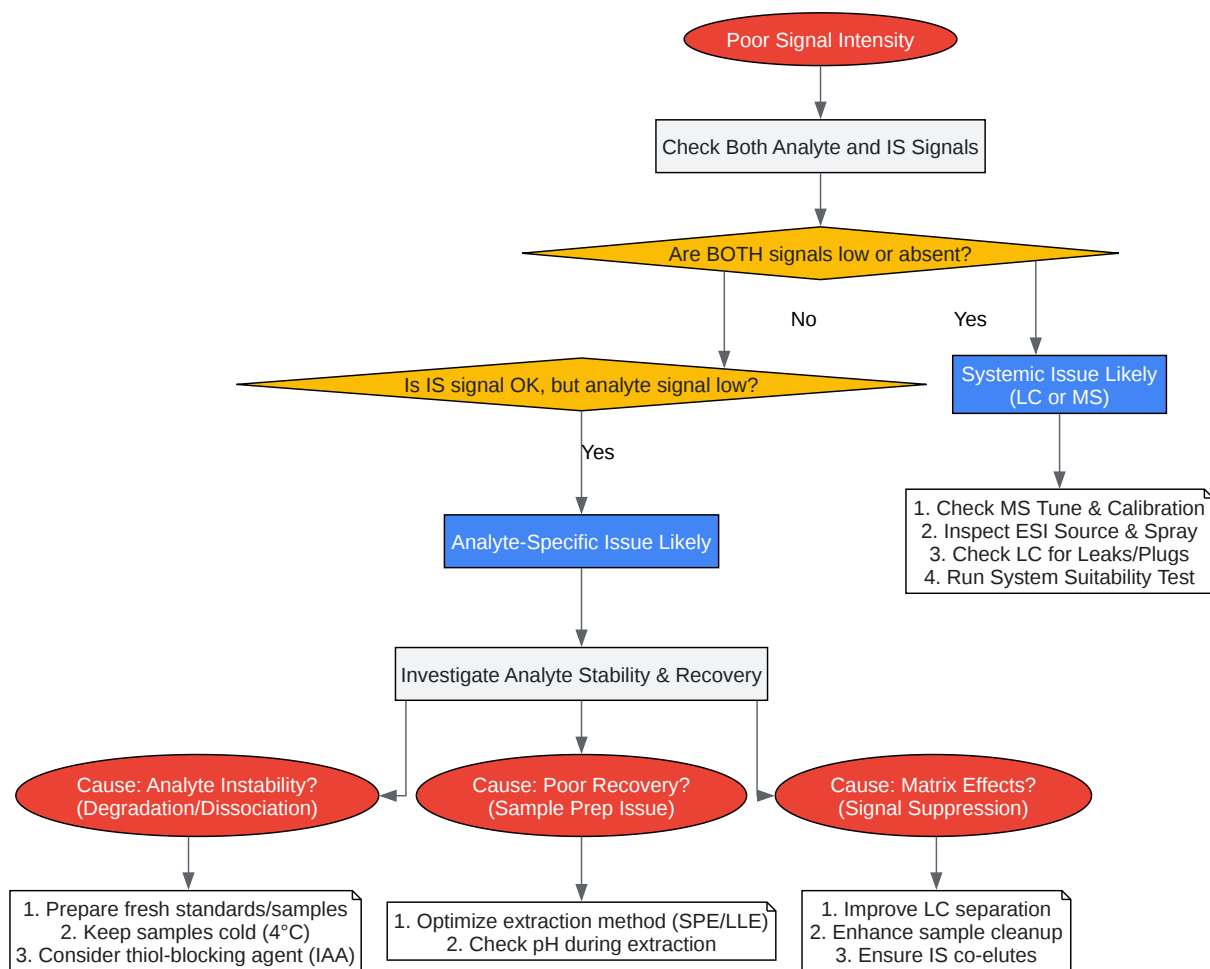 Poor Signal Intensity
Check Both Analyte and IS Signals
Are BOTH signals low or absent?
No
Yes
Is IS signal OK, but analyte signal low?
Systemic Issue Likely
(LC or MS)
Yes
1. Check MS Tune & Calibration
2. Inspect ESI Source & Spray
3. Check LC for Leaks/Plugs
4. Run System Suitability Test
Analyte-Specific Issue Likely
Investigate Analyte Stability & Recovery
Cause: Analyte Instability?
(Degradation/Dissociation)
Cause: Poor Recovery?
(Sample Prep Issue)
Cause: Matrix Effects?
(Signal Suppression)
1. Prepare fresh standards/samples
2. Keep samples cold (4°C)
3. Consider thiol-blocking agent (IAA)
1. Optimize extraction method (SPE/LLE)
2. Check pH during extraction
1. Improve LC separation
2. Enhance sample cleanup
3. Ensure IS co-elutes